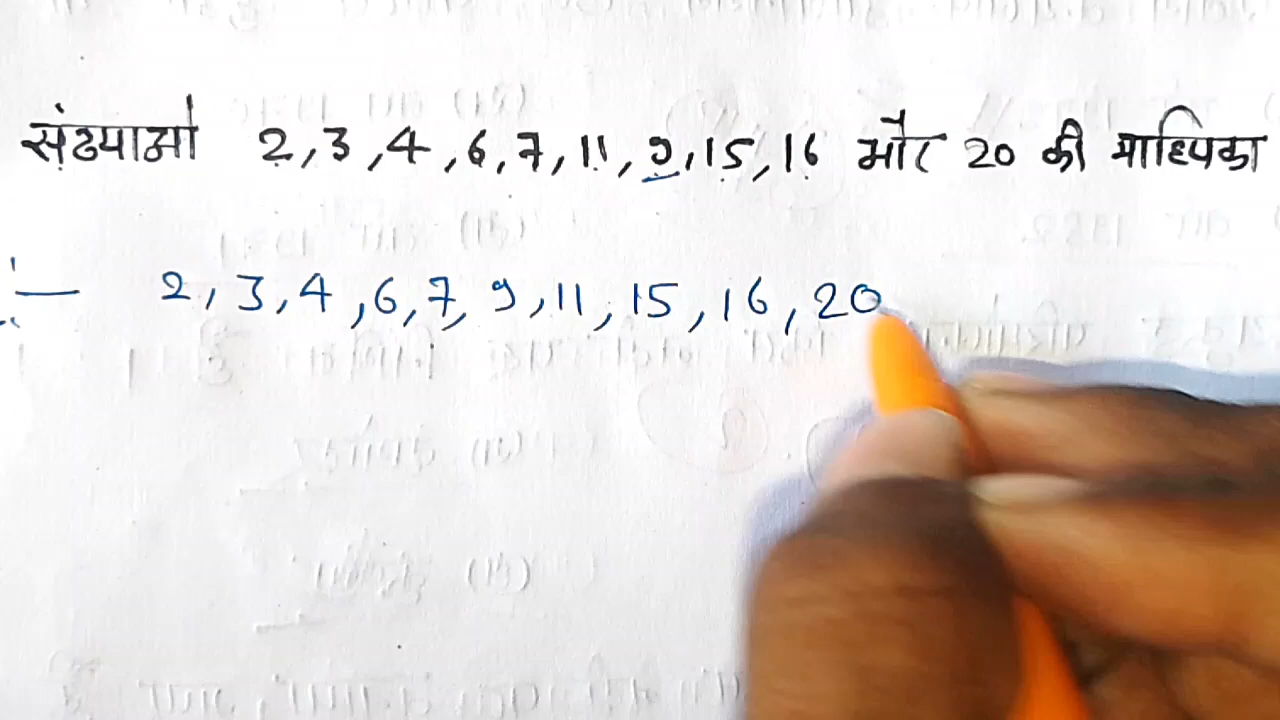 संख्याओ 2, 3, 4, 6, 7, 11, 9, 15, 16 और 20 की माध्यिका
:— 2, 3, 4, 6, 7, 9, 11, 15, 16, 20